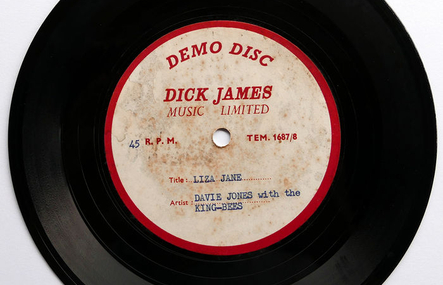 DEMO DISC
DICK JAMES
MUSIC LIMITED
45 R.P.M. TEM. 1687/8
Title: LIZA JANE
Artist: DAVIE JONES with the
KING-BEES